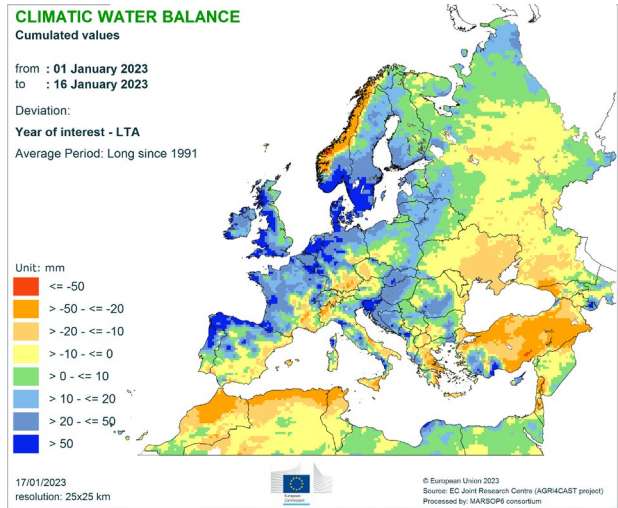 CLIMATIC WATER BALANCE
Cumulated values
from : 01 January 2023
to : 16 January 2023
Deviation:
Year of interest - LTA
Average Period: Long since 1991
Unit: mm
<= -50
> -50 - <= -20
> -20 - <= -10
> -10 - <= 0
> 0 - <= 10
> 10 - <= 20
> 20 - <= 50
> 50
17/01/2023
resolution: 25x25 km
European
Commission
© European Union 2023
Source: EC Joint Research Centre (AGRI4CAST project)
Processed by: MARSOP6 consortium